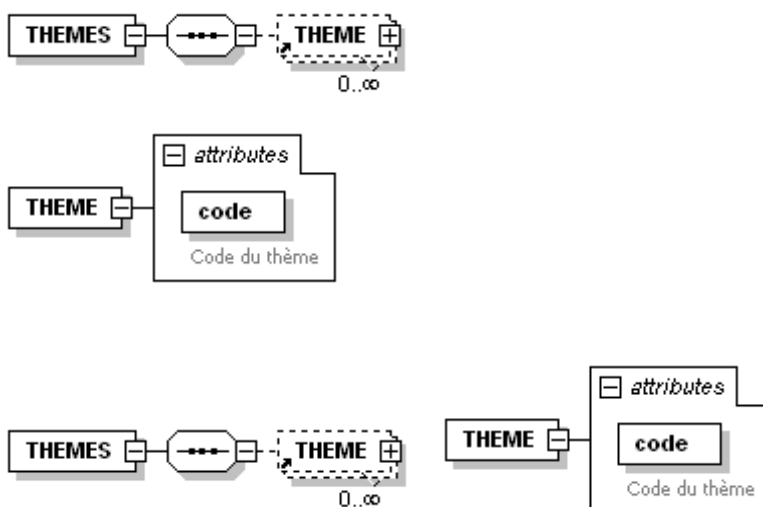 THEMES THEME
0..∞
attributes
THEME code
Code du thème
attributes
THEMES THEME THEME code
0..∞ Code du thème